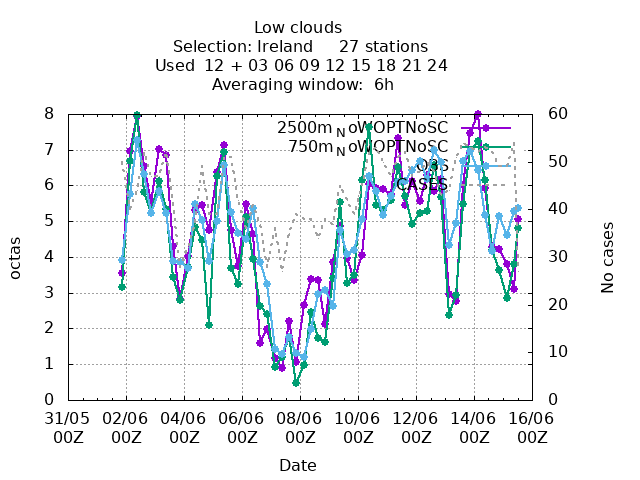 Low clouds
Selection: Ireland 27 stations
Used 12 + 03 06 09 12 15 18 21 24
Averaging window: 6h
2500m NoWOPTNoSC
750m NoWOPTNoSC
OBS
CASES
octas
0 1 2 3 4 5 6 7 8
No cases
0 10 20 30 40 50 60
31/05 02/06 04/06 06/06 08/06 10/06 12/06 14/06 16/06
00Z 00Z 00Z 00Z 00Z 00Z 00Z 00Z 00Z
Date